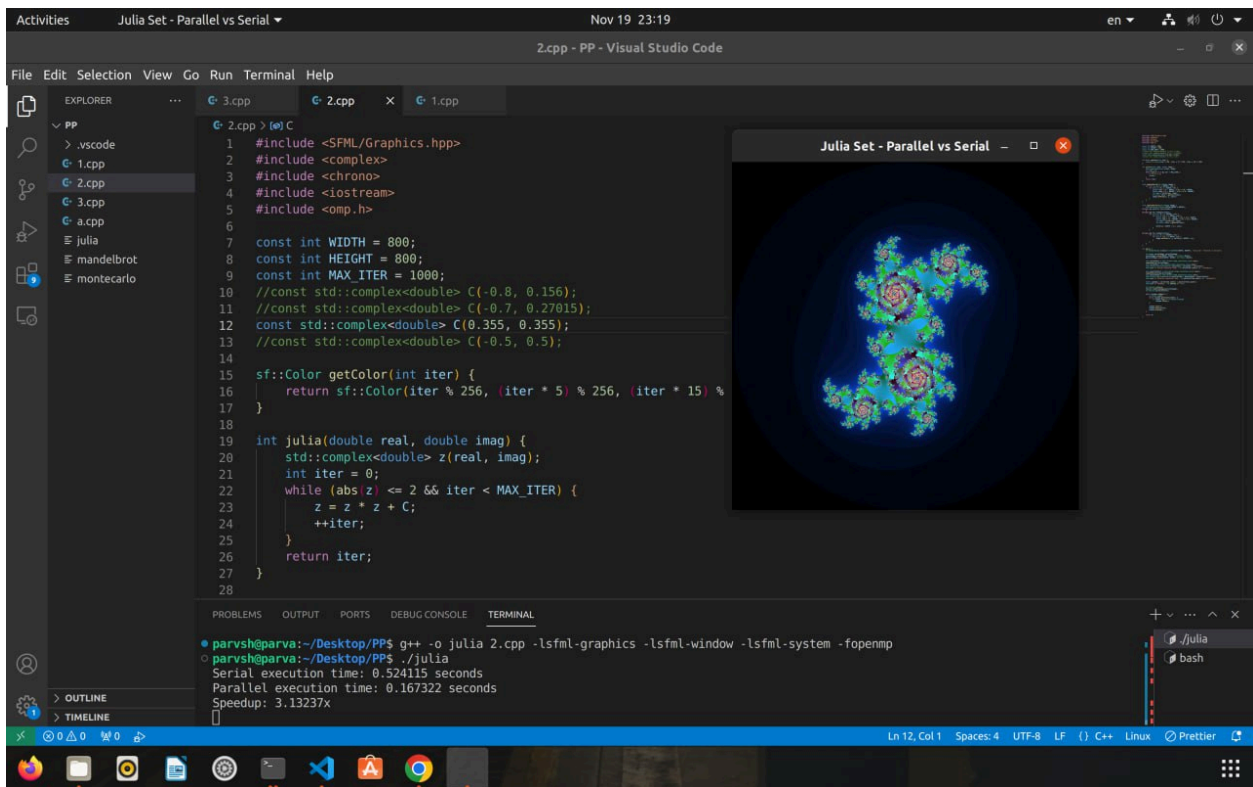 Activities Julia Set - Parallel vs Serial Nov 19 23:19 en
2.cpp - PP - Visual Studio Code
File Edit Selection View Go Run Terminal Help
EXPLORER ...
PP
.vscode
1.cpp
2.cpp
3.cpp
a.cpp
julia
mandelbrot
montecarlo
OUTLINE
TIMELINE
9
1
3.cpp 2.cpp 1.cpp
2.cpp > C
1 #include <SFML/Graphics.hpp>
2 #include <complex>
3 #include <chrono>
4 #include <iostream>
5 #include <omp.h>
6
7 const int WIDTH = 800;
8 const int HEIGHT = 800;
9 const int MAX_ITER = 1000;
10 //const std::complex<double> C(-0.8, 0.156);
11 //const std::complex<double> C(-0.7, 0.27015);
12 const std::complex<double> C(0.355, 0.355);
13 //const std::complex<double> C(-0.5, 0.5);
14
15 sf::Color getColor(int iter) {
16 return sf::Color(iter % 256, (iter * 5) % 256, (iter * 15) %
17 }
18
19 int julia(double real, double imag) {
20 std::complex<double> z(real, imag);
21 int iter = 0;
22 while (abs(z) <= 2 && iter < MAX_ITER) {
23 z = z * z + C;
24 ++iter;
25 }
26 return iter;
27 }
28
Julia Set - Parallel vs Serial
PROBLEMS OUTPUT PORTS DEBUG CONSOLE TERMINAL
parvsh@parva:~/Desktop/PP$ g++ -o julia 2.cpp -lsfml-graphics -lsfml-window -lsfml-system -fopenmp
parvsh@parva:~/Desktop/PP$ ./julia
Serial execution time: 0.524115 seconds
Parallel execution time: 0.167322 seconds
Speedup: 3.13237x
./julia
bash
0 0 0 Ln 12, Col 1 Spaces: 4 UTF-8 LF {} C++ Linux Prettier